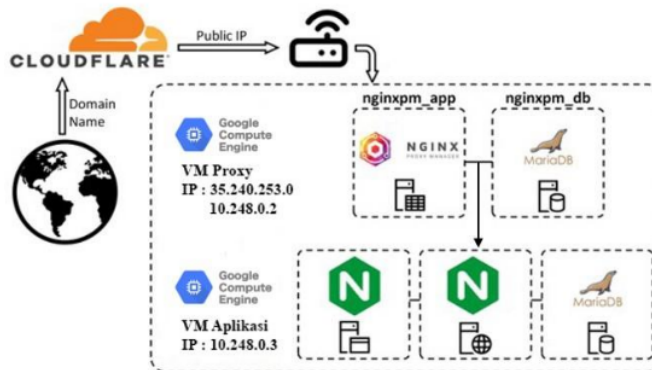 CLOUDFLARE
Public IP
Domain
Name
nginxpm_app
nginxpm_db
Google
Compute
Engine
VM Proxy
IP : 35.240.253.0
10.248.0.2
NGINX
PROXY MANAGER
MariaDB
Google
Compute
Engine
VM Aplikasi
IP : 10.248.0.3
N
N
MariaDB